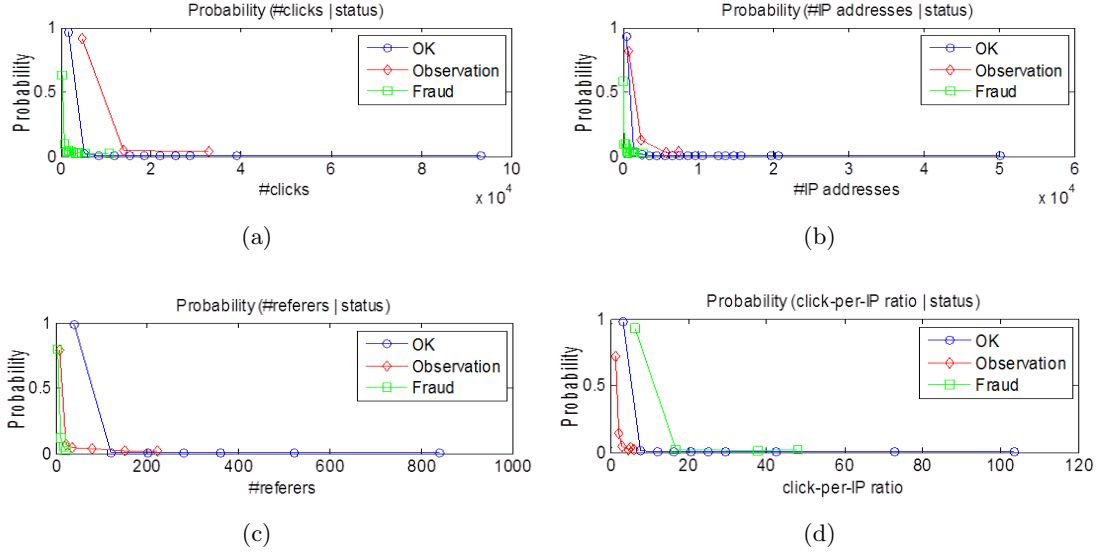 Probability (#clicks | status)
Probability
1
0.5
0
0
2
4
6
8
10
x 10^4
#clicks
OK
Observation
Fraud
(a)
Probability (#IP addresses | status)
Probability
1
0.5
0
0
1
2
3
4
5
6
x 10^4
#IP addresses
OK
Observation
Fraud
(b)
Probability (#referers | status)
Probability
1
0.5
0
0
200
400
600
800
1000
#referers
OK
Observation
Fraud
(c)
Probability (click-per-IP ratio | status)
Probability
1
0.5
0
0
20
40
60
80
100
120
click-per-IP ratio
OK
Observation
Fraud
(d)